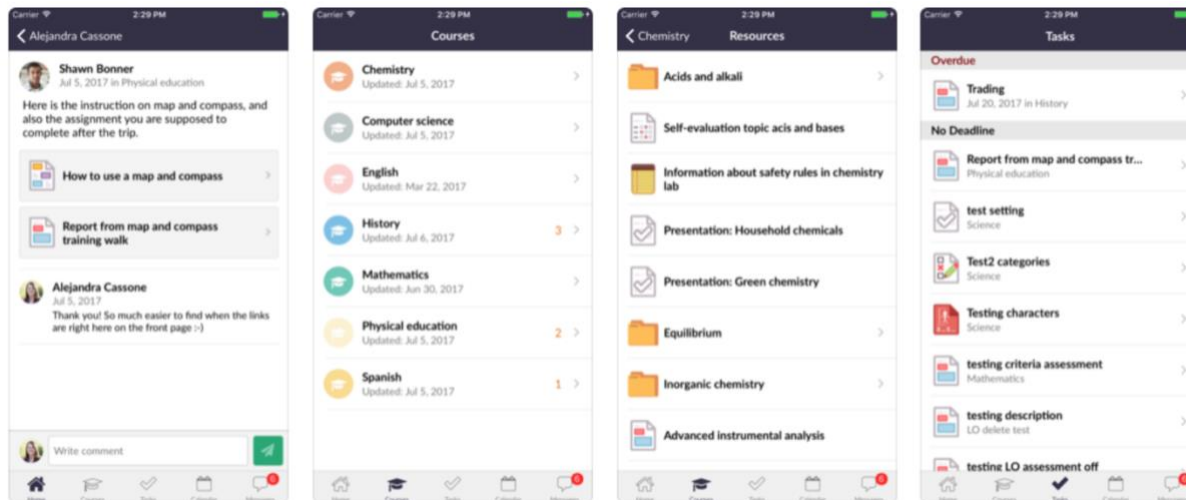 Carrier 2:29 PM
Alejandra Cassone
Shawn Bonner
Jul 5, 2017 in Physical education
Here is the instruction on map and compass, and
also the assignment you are supposed to
complete after the trip.
How to use a map and compass
Report from map and compass
training walk
Alejandra Cassone
Jul 5, 2017
Thank you! So much easier to find when the links
are right here on the front page :-)
Write comment
6
Carrier 2:29 PM
Courses
Chemistry
Updated: Jul 5, 2017
Computer science
Updated: Jul 5, 2017
English
Updated: Mar 22, 2017
History
Updated: Jul 6, 2017
3
Mathematics
Updated: Jun 30, 2017
Physical education
Updated: Jul 5, 2017
2
Spanish
Updated: Jul 5, 2017
1
6
Carrier 2:29 PM
Chemistry Resources
Acids and alkali
Self-evaluation topic acis and bases
Information about safety rules in chemistry
lab
Presentation: Household chemicals
Presentation: Green chemistry
Equilibrium
Inorganic chemistry
Advanced instrumental analysis
6
Carrier 2:29 PM
Tasks
Overdue
Trading
Jul 20, 2017 in History
No Deadline
Report from map and compass tr...
Physical education
test setting
Science
Test2 categories
Science
Testing characters
Science
testing criteria assessment
Mathematics
testing description
LO delete test
testing LO assessment off
6